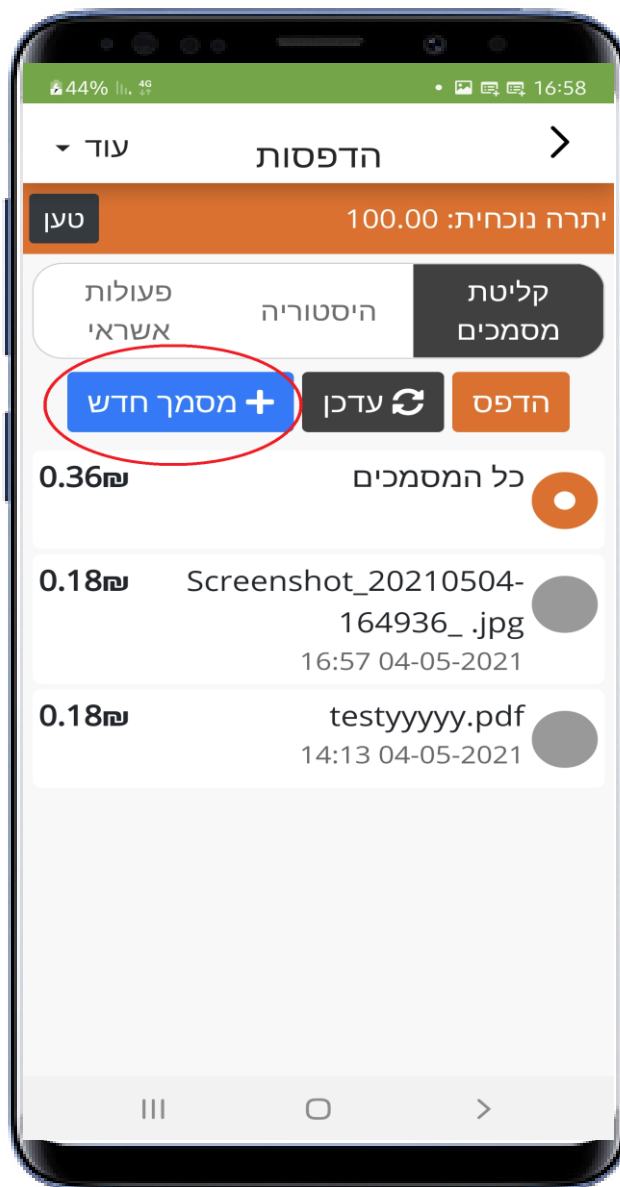 44% 4G 16:58
הדפסות
עוד
יתרה נוכחית: 100.00
טען
קליטת
מסמכים
היסטוריה
פעולות
אשראי
הדפס
עדכן
מסמך חדש
כל המסמכים
0.36₪
Screenshot_20210504-
164936_ .jpg
16:57 04-05-2021
0.18₪
testyyyyy.pdf
14:13 04-05-2021
0.18₪